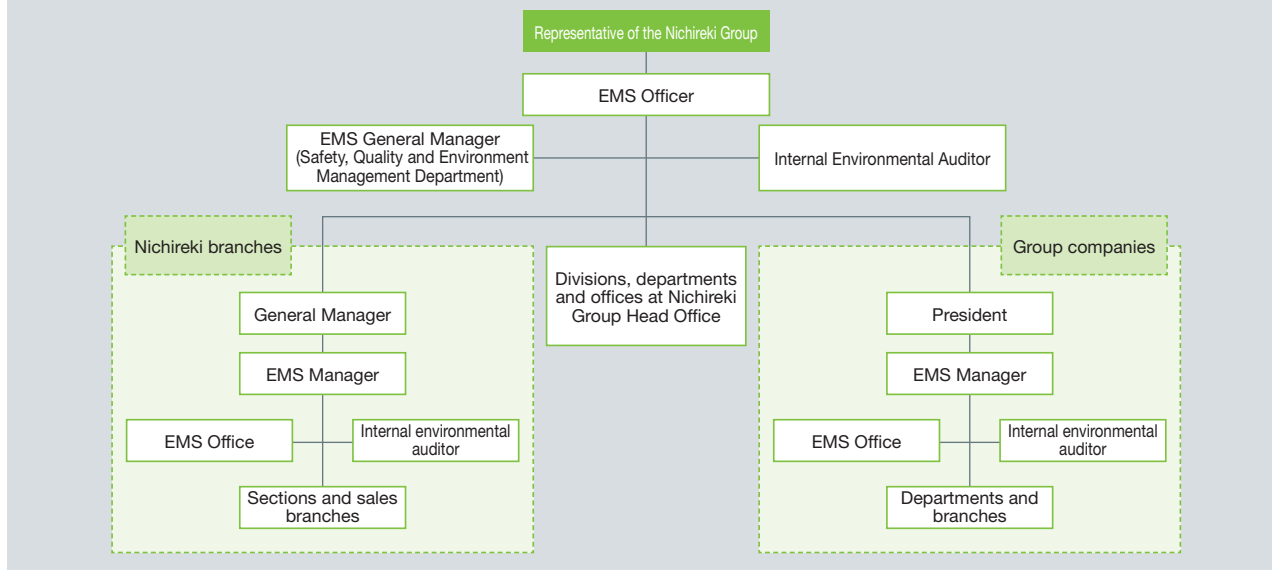 Representative of the Nichireki Group
EMS Officer
EMS General Manager
(Safety, Quality and Environment
Management Department)
Internal Environmental Auditor
Nichireki branches
Group companies
Divisions, departments
and offices at Nichireki
Group Head Office
General Manager
EMS Manager
EMS Office
Internal environmental
auditor
Sections and sales
branches
President
EMS Manager
EMS Office
Internal environmental
auditor
Departments and
branches